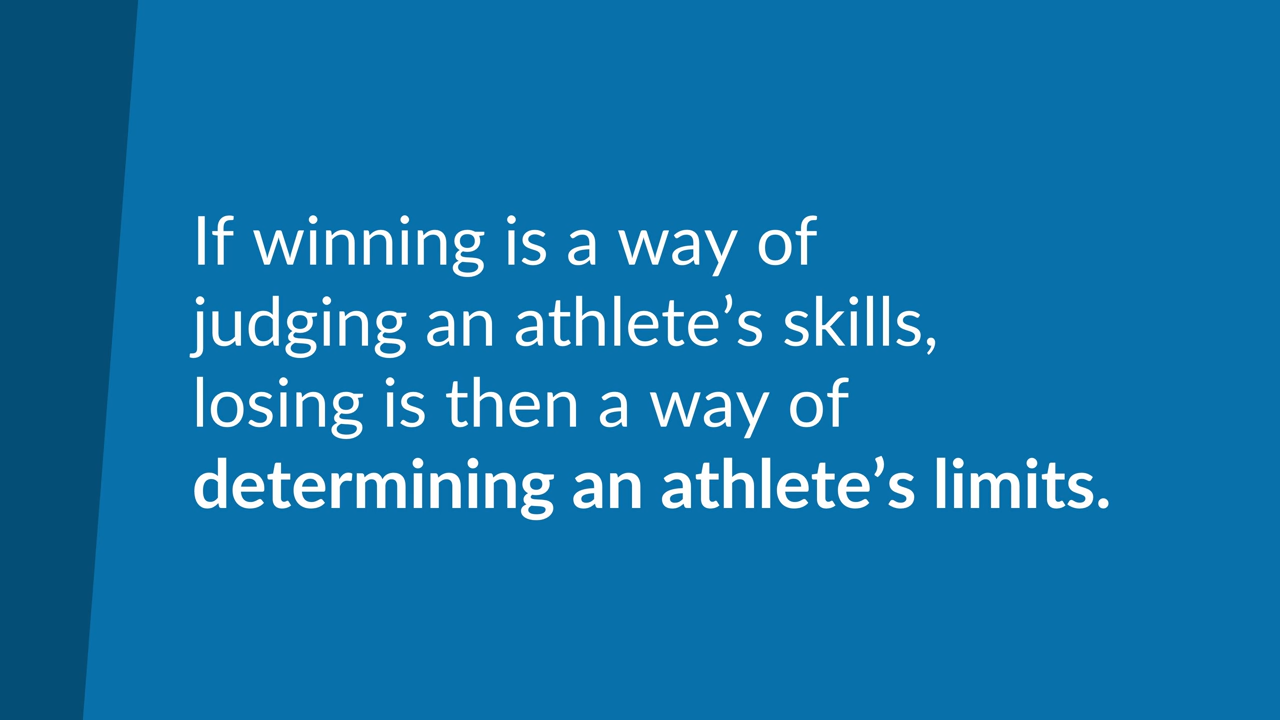 If winning is a way of
judging an athlete’s skills,
losing is then a way of
determining an athlete’s limits.